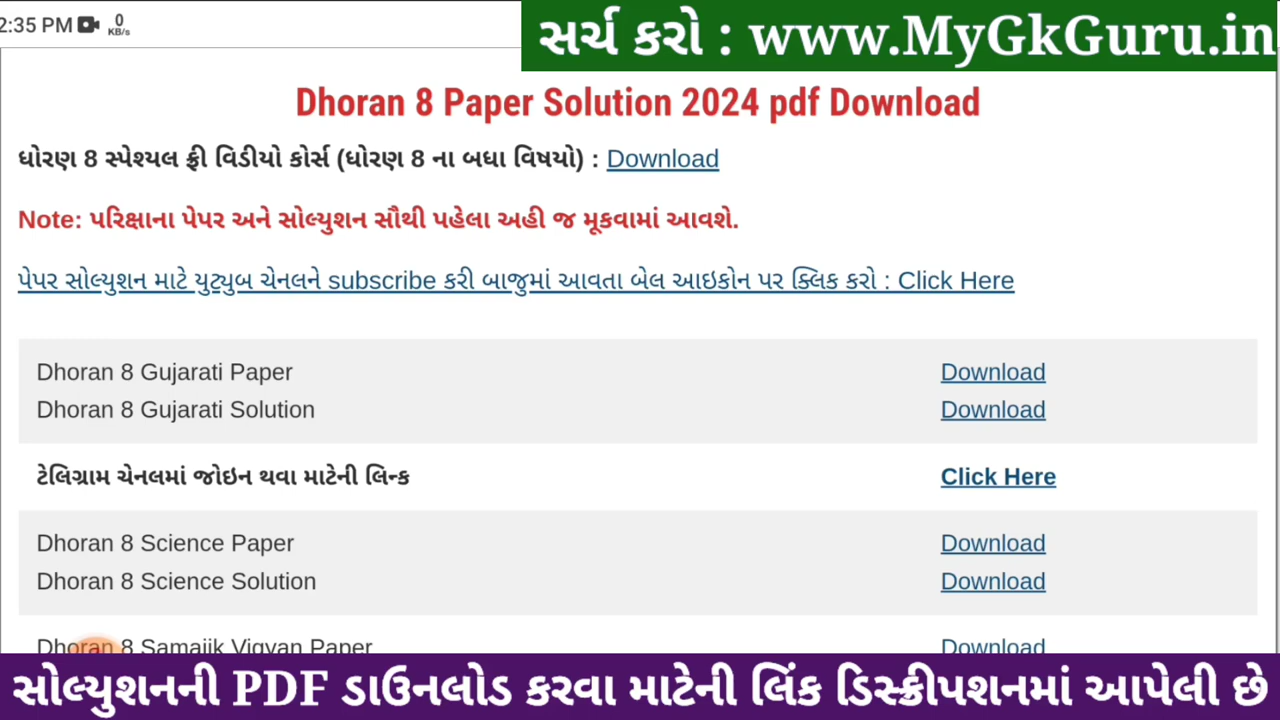 2:35 PM 0 KB/s
સર્ચ કરો : www.MyGkGuru.in
Dhoran 8 Paper Solution 2024 pdf Download
ધોરણ 8 સ્પેશ્યલ ફ્રી વિડીયો કોર્સ (ધોરણ 8 ના બધા વિષયો) : Download
Note: પરિક્ષાના પેપર અને સોલ્યુશન સૌથી પહેલા અહી જ મૂકવામાં આવશે.
પેપર સોલ્યુશન માટે યુટ્યુબ ચેનલને subscribe કરી બાજુમાં આવતા બેલ આઇકોન પર ક્લિક કરો : Click Here
Dhoran 8 Gujarati Paper Download
Dhoran 8 Gujarati Solution Download
ટેલિગ્રામ ચેનલમાં જોઇન થવા માટેની લિન્ક Click Here
Dhoran 8 Science Paper Download
Dhoran 8 Science Solution Download
Dhoran 8 Samajik Vigyan Paper Download
સોલ્યુશનની PDF ડાઉનલોડ કરવા માટેની લિંક ડિસ્ક્રીપશનમાં આપેલી છે